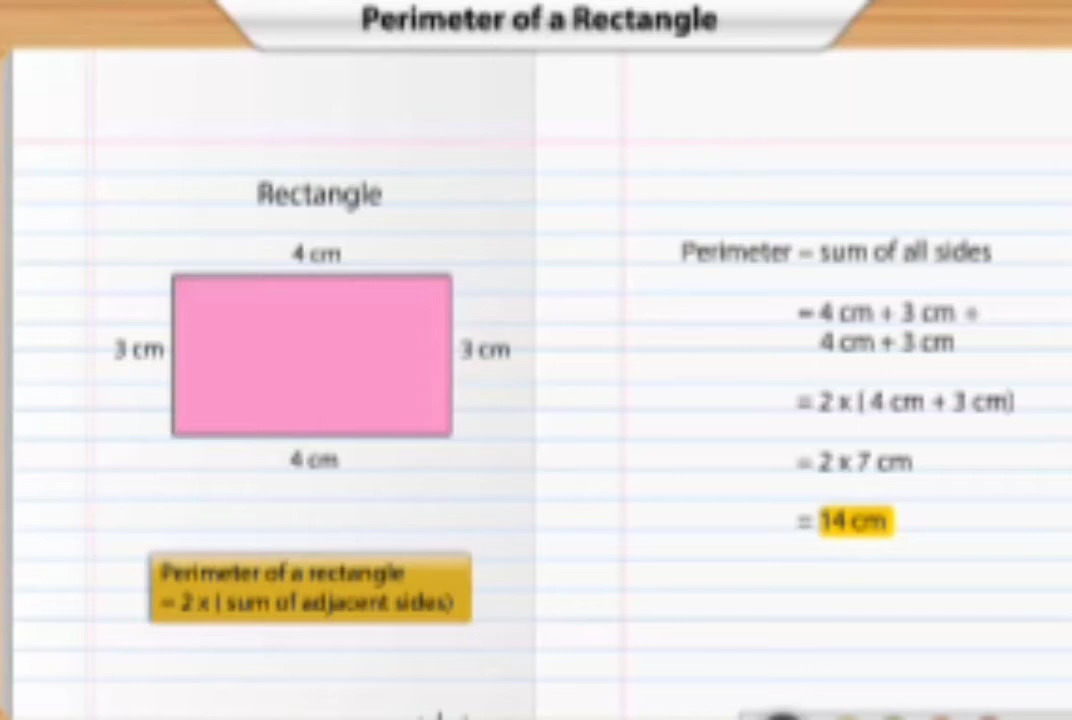 Perimeter of a Rectangle
Rectangle
4 cm
3 cm
3 cm
4 cm
Perimeter of a rectangle
= 2 x ( sum of adjacent sides)
Perimeter = sum of all sides
= 4 cm + 3 cm +
4 cm + 3 cm
= 2 x ( 4 cm + 3 cm)
= 2 x 7 cm
= 14 cm